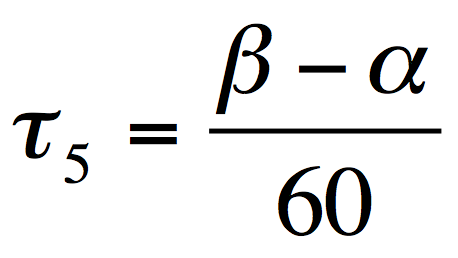 τ₅ = (β − α) / 60